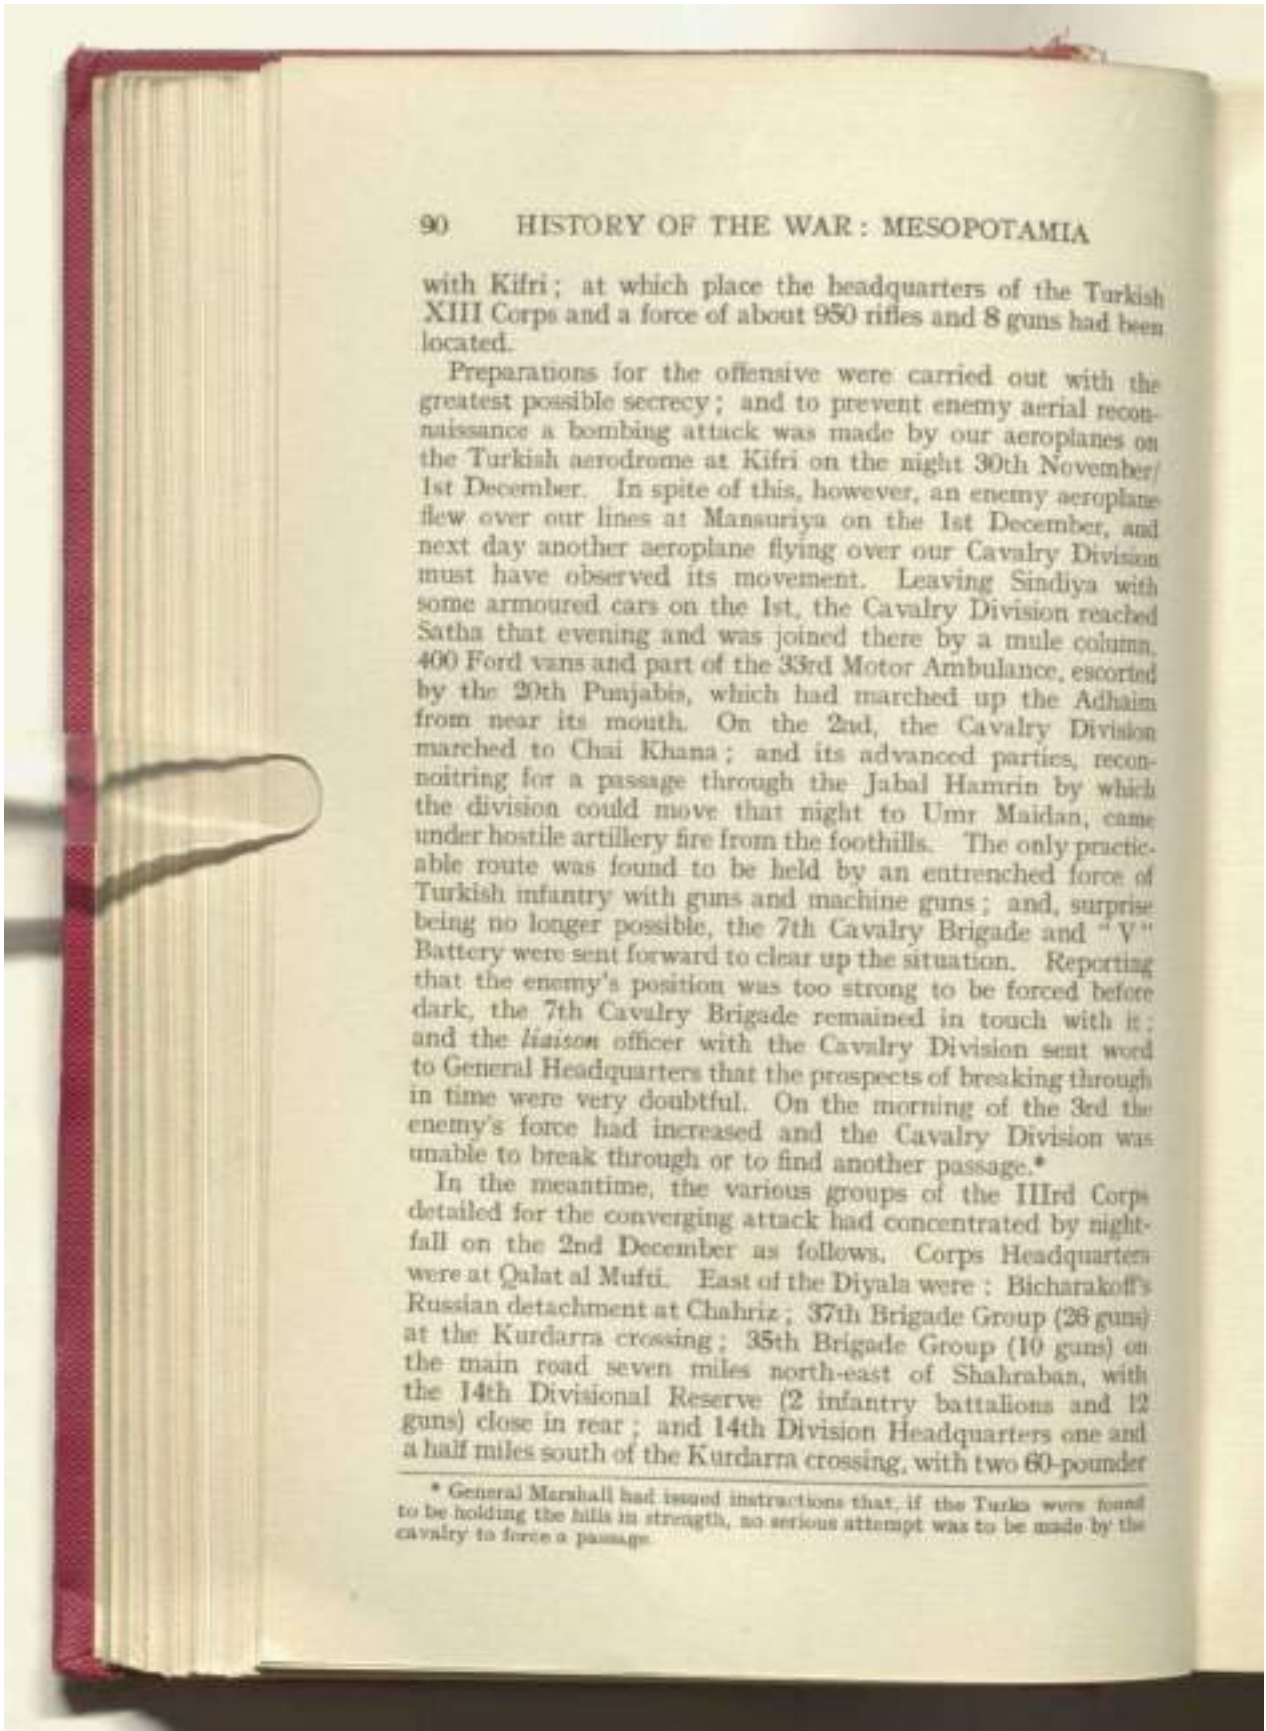 90 HISTORY OF THE WAR : MESOPOTAMIA
with Kifri ; at which place the headquarters of the Turkish
XIII Corps and a force of about 950 rifles and 8 guns had been
located.
Preparations for the offensive were carried out with the
greatest possible secrecy ; and to prevent enemy aerial recon-
naissance a bombing attack was made by our aeroplanes on
the Turkish aerodrome at Kifri on the night 30th November/
1st December. In spite of this, however, an enemy aeroplane
flew over our lines at Mansuriya on the 1st December, and
next day another aeroplane flying over our Cavalry Division
must have observed its movement. Leaving Sindiya with
some armoured cars on the 1st, the Cavalry Division reached
Satha that evening and was joined there by a mule column,
400 Ford vans and part of the 33rd Motor Ambulance, escorted
by the 20th Punjabis, which had marched up the Adhaim
from near its mouth. On the 2nd, the Cavalry Division
marched to Chai Khana ; and its advanced parties, recon-
noitring for a passage through the Jabal Hamrin by which
the division could move that night to Umr Maidan, came
under hostile artillery fire from the foothills. The only practic-
able route was found to be held by an entrenched force of
Turkish infantry with guns and machine guns ; and, surprise
being no longer possible, the 7th Cavalry Brigade and " V "
Battery were sent forward to clear up the situation. Reporting
that the enemy's position was too strong to be forced before
dark, the 7th Cavalry Brigade remained in touch with it ;
and the liaison officer with the Cavalry Division sent word
to General Headquarters that the prospects of breaking through
in time were very doubtful. On the morning of the 3rd the
enemy's force had increased and the Cavalry Division was
unable to break through or to find another passage.*
In the meantime, the various groups of the IIIrd Corps
detailed for the converging attack had concentrated by night-
fall on the 2nd December as follows. Corps Headquarters
were at Qalat al Mufti. East of the Diyala were : Bicharakoff's
Russian detachment at Chahriz ; 37th Brigade Group (26 guns)
at the Kurdarra crossing ; 35th Brigade Group (10 guns) on
the main road seven miles north-east of Shahraban, with
the 14th Divisional Reserve (2 infantry battalions and 12
guns) close in rear ; and 14th Division Headquarters one and
a half miles south of the Kurdarra crossing, with two 60-pounder
* General Marshall had issued instructions that, if the Turks were found
to be holding the hills in strength, no serious attempt was to be made by the
cavalry to force a passage.